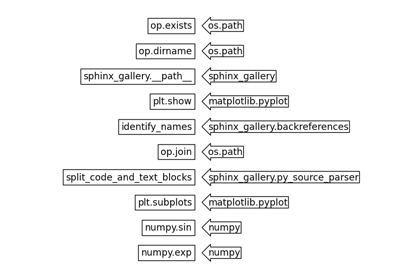 op.exists os.path
op.dirname os.path
sphinx_gallery.__path__ sphinx_gallery
plt.show matplotlib.pyplot
identify_names sphinx_gallery.backreferences
op.join os.path
split_code_and_text_blocks sphinx_gallery.py_source_parser
plt.subplots matplotlib.pyplot
numpy.sin numpy
numpy.exp numpy